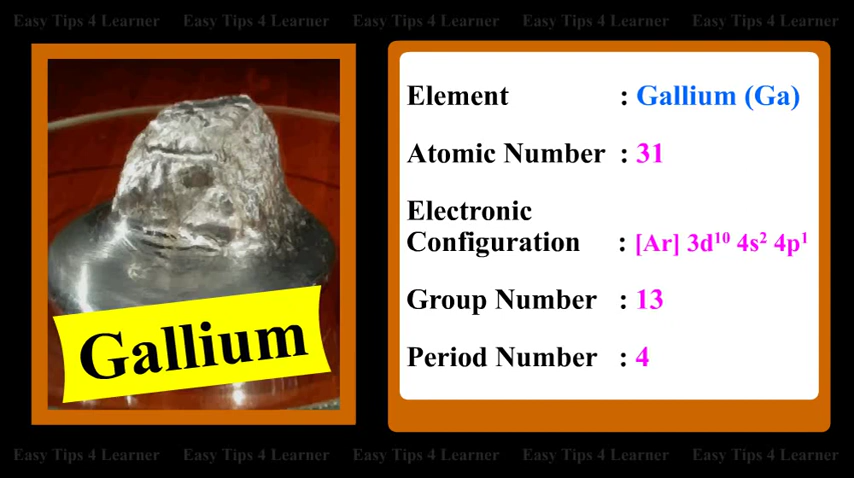 Easy Tips 4 Learner Easy Tips 4 Learner Easy Tips 4 Learner Easy Tips 4 Learner Easy Tips 4 Learner
Gallium
Element : Gallium (Ga)
Atomic Number : 31
Electronic
Configuration : [Ar] 3d¹⁰ 4s² 4p¹
Group Number : 13
Period Number : 4
Easy Tips 4 Learner Easy Tips 4 Learner Easy Tips 4 Learner Easy Tips 4 Learner Easy Tips 4 Learner